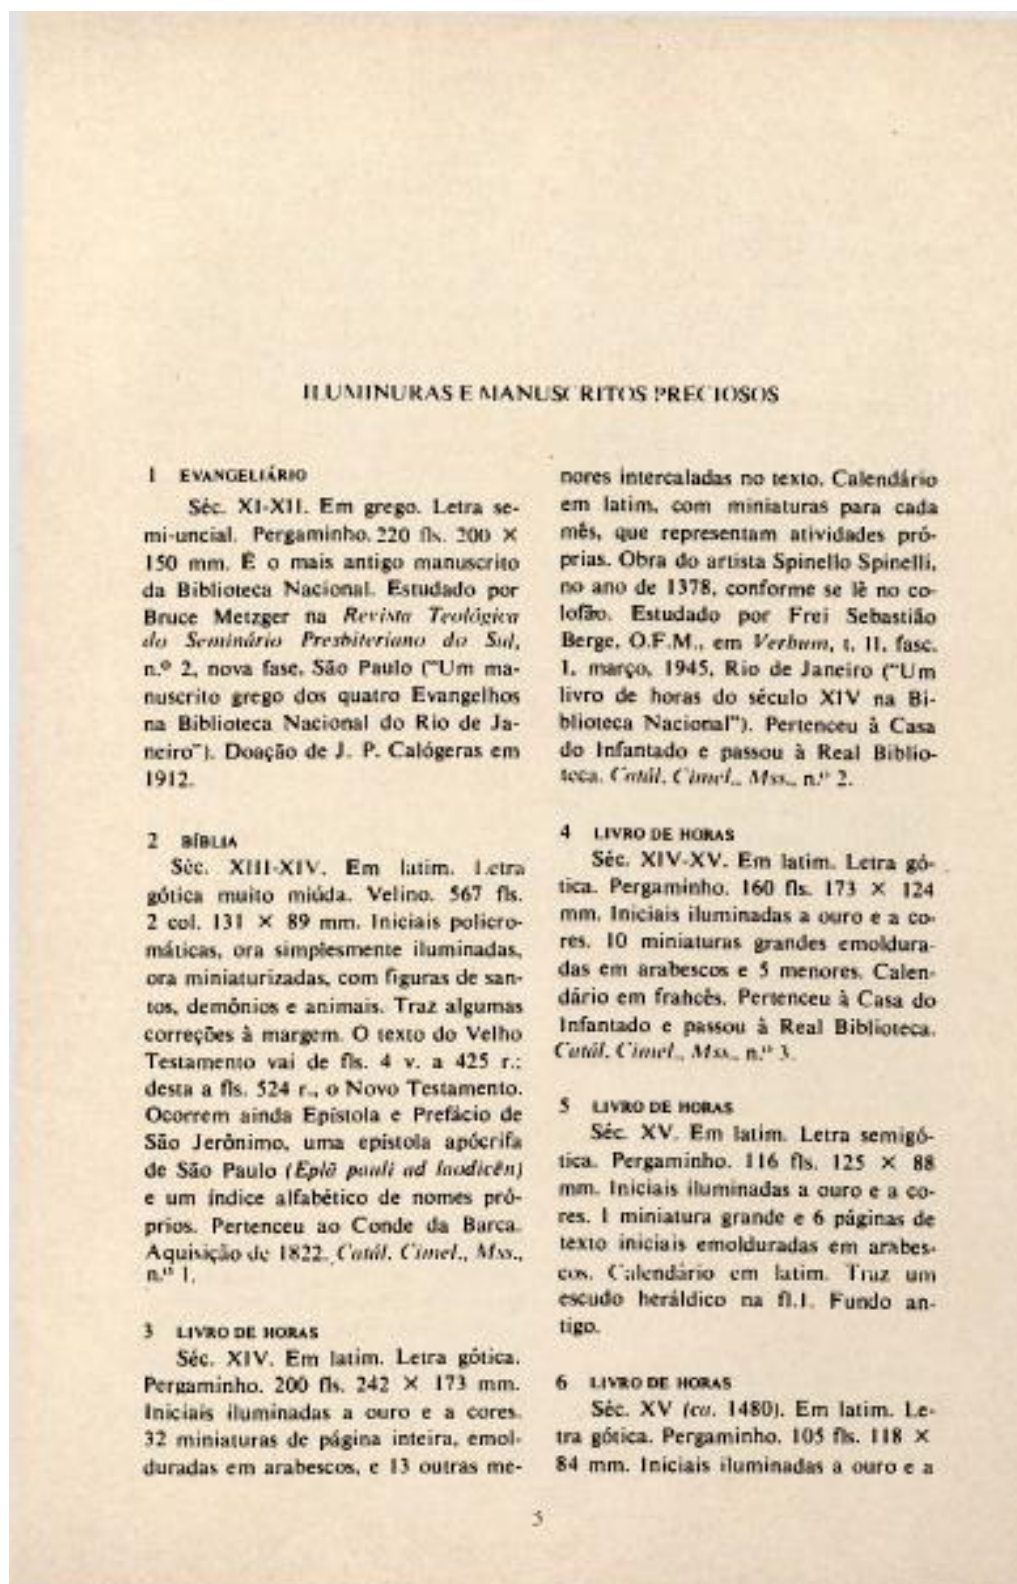 ILUMINURAS E MANUSCRITOS PRECIOSOS
1 EVANGELIÁRIO
Séc. XI-XII. Em grego. Letra se-
mi-uncial. Pergaminho. 220 fls. 200 ×
150 mm. É o mais antigo manuscrito
da Biblioteca Nacional. Estudado por
Bruce Metzger na Revista Teológica
do Seminário Presbiteriano do Sul,
n.º 2, nova fase, São Paulo ("Um ma-
nuscrito grego dos quatro Evangelhos
na Biblioteca Nacional do Rio de Ja-
neiro"). Doação de J. P. Calógeras em
1912.
2 BÍBLIA
Séc. XIII-XIV. Em latim. Letra
gótica muito miúda. Velino. 567 fls.
2 col. 131 × 89 mm. Iniciais policro-
máticas, ora simplesmente iluminadas,
ora miniaturizadas, com figuras de san-
tos, demônios e animais. Traz algumas
correções à margem. O texto do Velho
Testamento vai de fls. 4 v. a 425 r.;
desta a fls. 524 r., o Novo Testamento.
Ocorrem ainda Epístola e Prefácio de
São Jerônimo, uma epístola apócrifa
de São Paulo (Eplã pauli ad laodicên)
e um índice alfabético de nomes pró-
prios. Pertenceu ao Conde da Barca.
Aquisição de 1822. Catál. Cimel., Mss.,
n.º 1.
3 LIVRO DE HORAS
Séc. XIV. Em latim. Letra gótica.
Pergaminho. 200 fls. 242 × 173 mm.
Iniciais iluminadas a ouro e a cores.
32 miniaturas de página inteira, emol-
duradas em arabescos, e 13 outras me-
nores intercaladas no texto. Calendário
em latim, com miniaturas para cada
mês, que representam atividades pró-
prias. Obra do artista Spinello Spinelli,
no ano de 1378, conforme se lê no co-
lofão. Estudado por Frei Sebastião
Berge, O.F.M., em Verbum, t. II, fasc.
1, março, 1945, Rio de Janeiro ("Um
livro de horas do século XIV na Bi-
blioteca Nacional"). Pertenceu à Casa
do Infantado e passou à Real Biblio-
teca. Catál. Cimel., Mss., n.º 2.
4 LIVRO DE HORAS
Séc. XIV-XV. Em latim. Letra gó-
tica. Pergaminho. 160 fls. 173 × 124
mm. Iniciais iluminadas a ouro e a co-
res. 10 miniaturas grandes emoldura-
das em arabescos e 5 menores. Calen-
dário em francês. Pertenceu à Casa do
Infantado e passou à Real Biblioteca.
Catál. Cimel., Mss., n.º 3.
5 LIVRO DE HORAS
Séc. XV. Em latim. Letra semigó-
tica. Pergaminho. 116 fls. 125 × 88
mm. Iniciais iluminadas a ouro e a co-
res. 1 miniatura grande e 6 páginas de
texto iniciais emolduradas em arabes-
cos. Calendário em latim. Traz um
escudo heráldico na fl.1. Fundo an-
tigo.
6 LIVRO DE HORAS
Séc. XV (ca. 1480). Em latim. Le-
tra gótica. Pergaminho. 105 fls. 118 ×
84 mm. Iniciais iluminadas a ouro e a
5